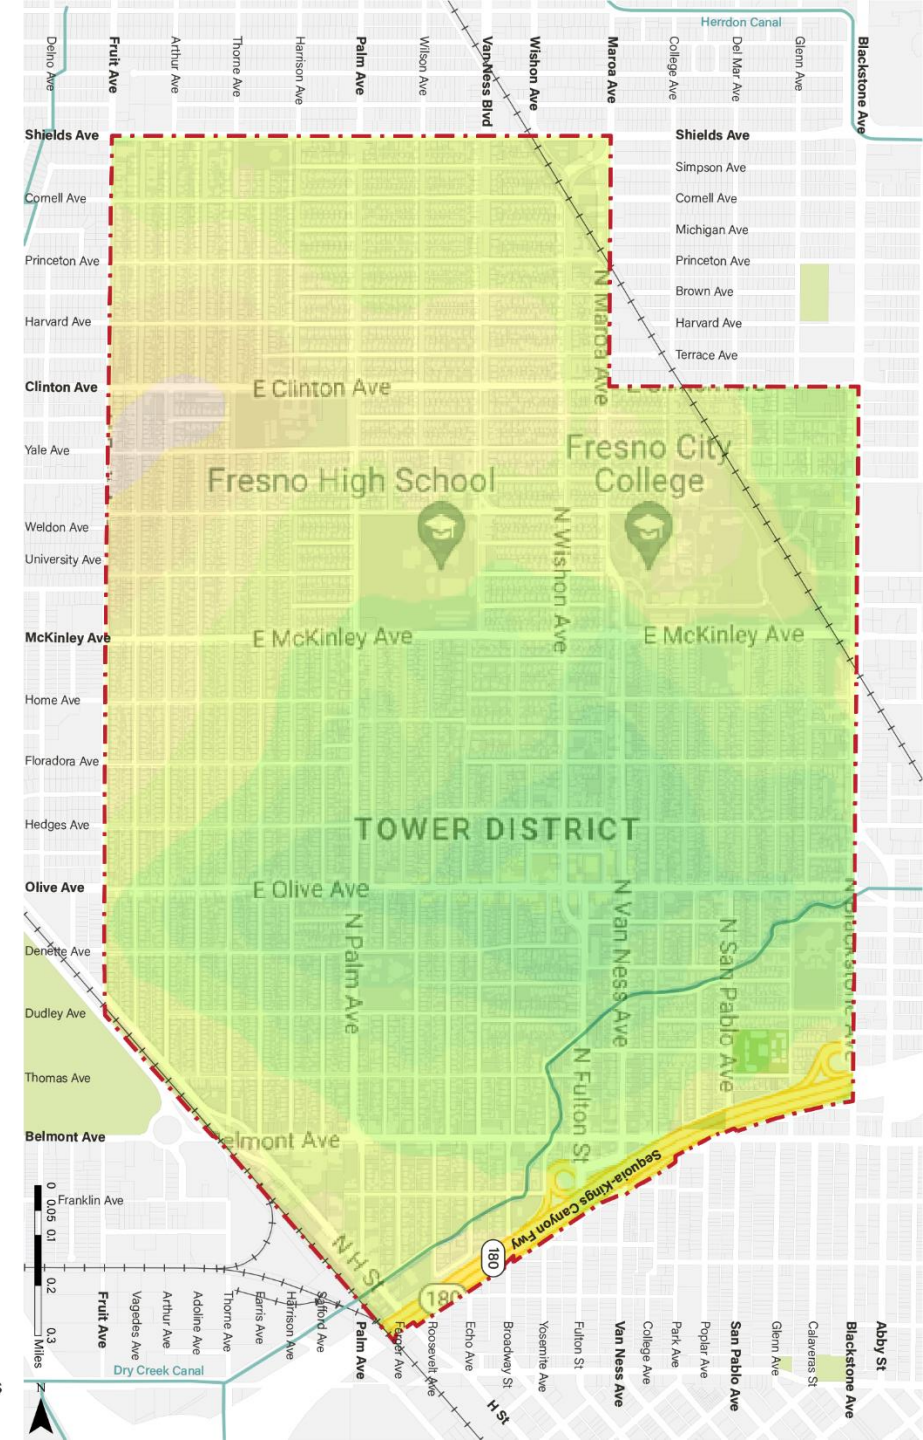 Herrdon Canal
Delno Ave
Fruit Ave
Arthur Ave
Thorne Ave
Harrison Ave
Palm Ave
Wilson Ave
Van Ness Blvd
Wishon Ave
Maroa Ave
College Ave
Del Mar Ave
Glenn Ave
Blackstone Ave
Shields Ave
Shields Ave
Simpson Ave
Cornell Ave
Cornell Ave
Michigan Ave
Princeton Ave
Princeton Ave
Brown Ave
Harvard Ave
Harvard Ave
Terrace Ave
N Maroa Ave
Clinton Ave
E Clinton Ave
Yale Ave
Fresno High School
Fresno City
College
Weldon Ave
University Ave
N Wishon Ave
McKinley Ave
E McKinley Ave
E McKinley Ave
Home Ave
Floradora Ave
Hedges Ave
TOWER DISTRICT
Olive Ave
E Olive Ave
N Palm Ave
N Van Ness Ave
N San Pablo Ave
N Blackstone Ave
Denette Ave
Dudley Ave
Thomas Ave
N Fulton St
Belmont Ave
elmont Ave
Sequoia-Kings Canyon Fwy
180
180
N H St
Franklin Ave
0 0.05 0.1 0.2 0.3
Miles
Fruit Ave
Vagedes Ave
Arthur Ave
Adoline Ave
Thorne Ave
Farris Ave
Harrison Ave
Safford Ave
Palm Ave
Farger Ave
Roosevelt Ave
Echo Ave
Broadway St
Yosemite Ave
Fulton St
Van Ness Ave
College Ave
Park Ave
Poplar Ave
San Pablo Ave
Glenn Ave
Calaveras St
Blackstone Ave
Abby St
Dry Creek Canal
H St
N